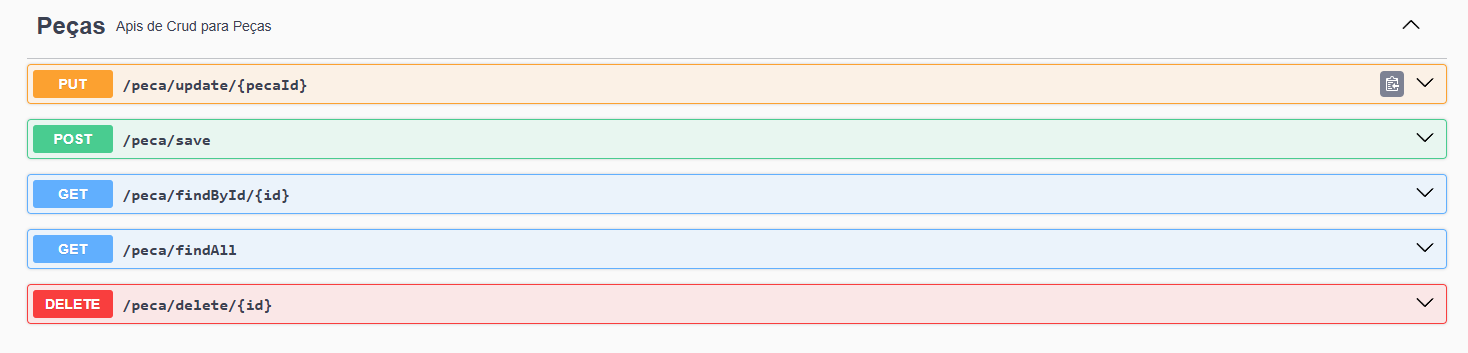 Peças Apis de Crud para Peças
PUT /peca/update/{pecaId}
POST /peca/save
GET /peca/findById/{id}
GET /peca/findAll
DELETE /peca/delete/{id}